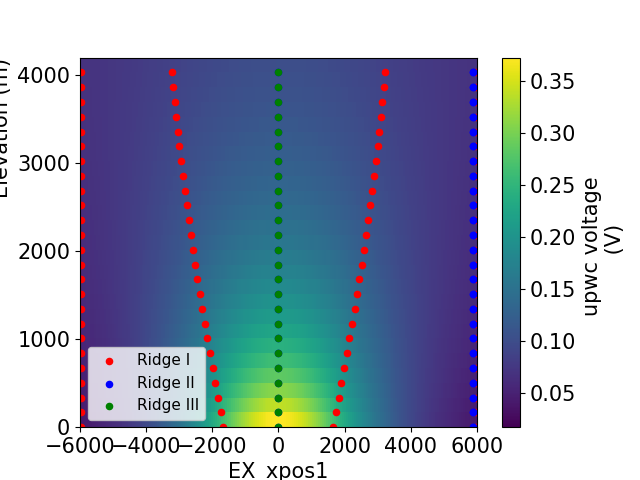 4000
3000
2000
1000
0
Elevation (m)
Ridge I
Ridge II
Ridge III
−6000 −4000 −2000 0 2000 4000 6000
EX_xpos1
0.35
0.30
0.25
0.20
0.15
0.10
0.05
upwc voltage
(V)